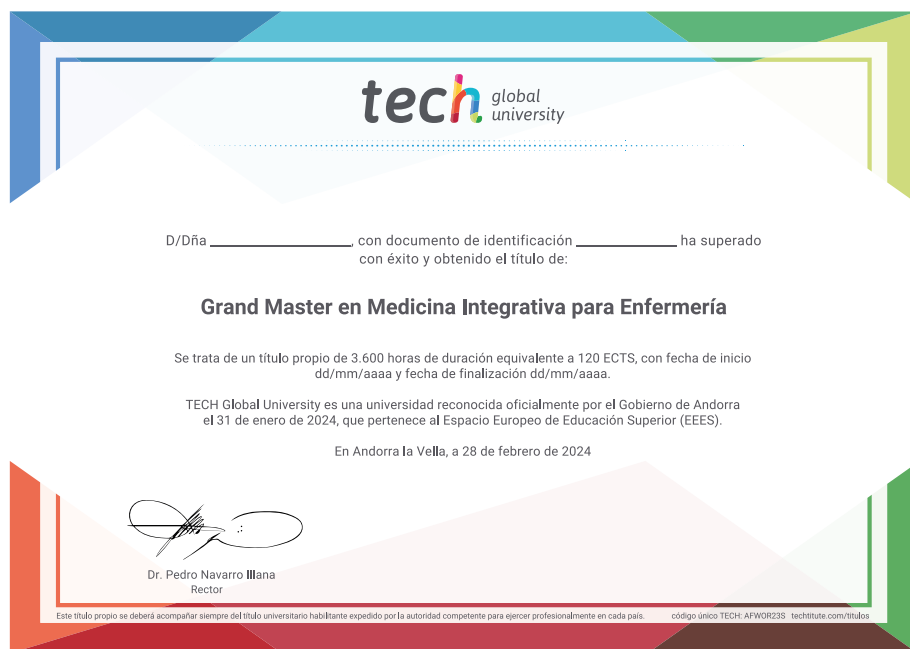 tech global university
D/Dña ________________, con documento de identificación ____________ ha superado
con éxito y obtenido el título de:
Grand Master en Medicina Integrativa para Enfermería
Se trata de un título propio de 3.600 horas de duración equivalente a 120 ECTS, con fecha de inicio
dd/mm/aaaa y fecha de finalización dd/mm/aaaa.
TECH Global University es una universidad reconocida oficialmente por el Gobierno de Andorra
el 31 de enero de 2024, que pertenece al Espacio Europeo de Educación Superior (EEES).
En Andorra la Vella, a 28 de febrero de 2024
Dr. Pedro Navarro Illana
Rector
Este título propio se deberá acompañar siempre del título universitario habilitante expedido por la autoridad competente para ejercer profesionalmente en cada país. código único TECH: AFWOR23S techtitute.com/titulos